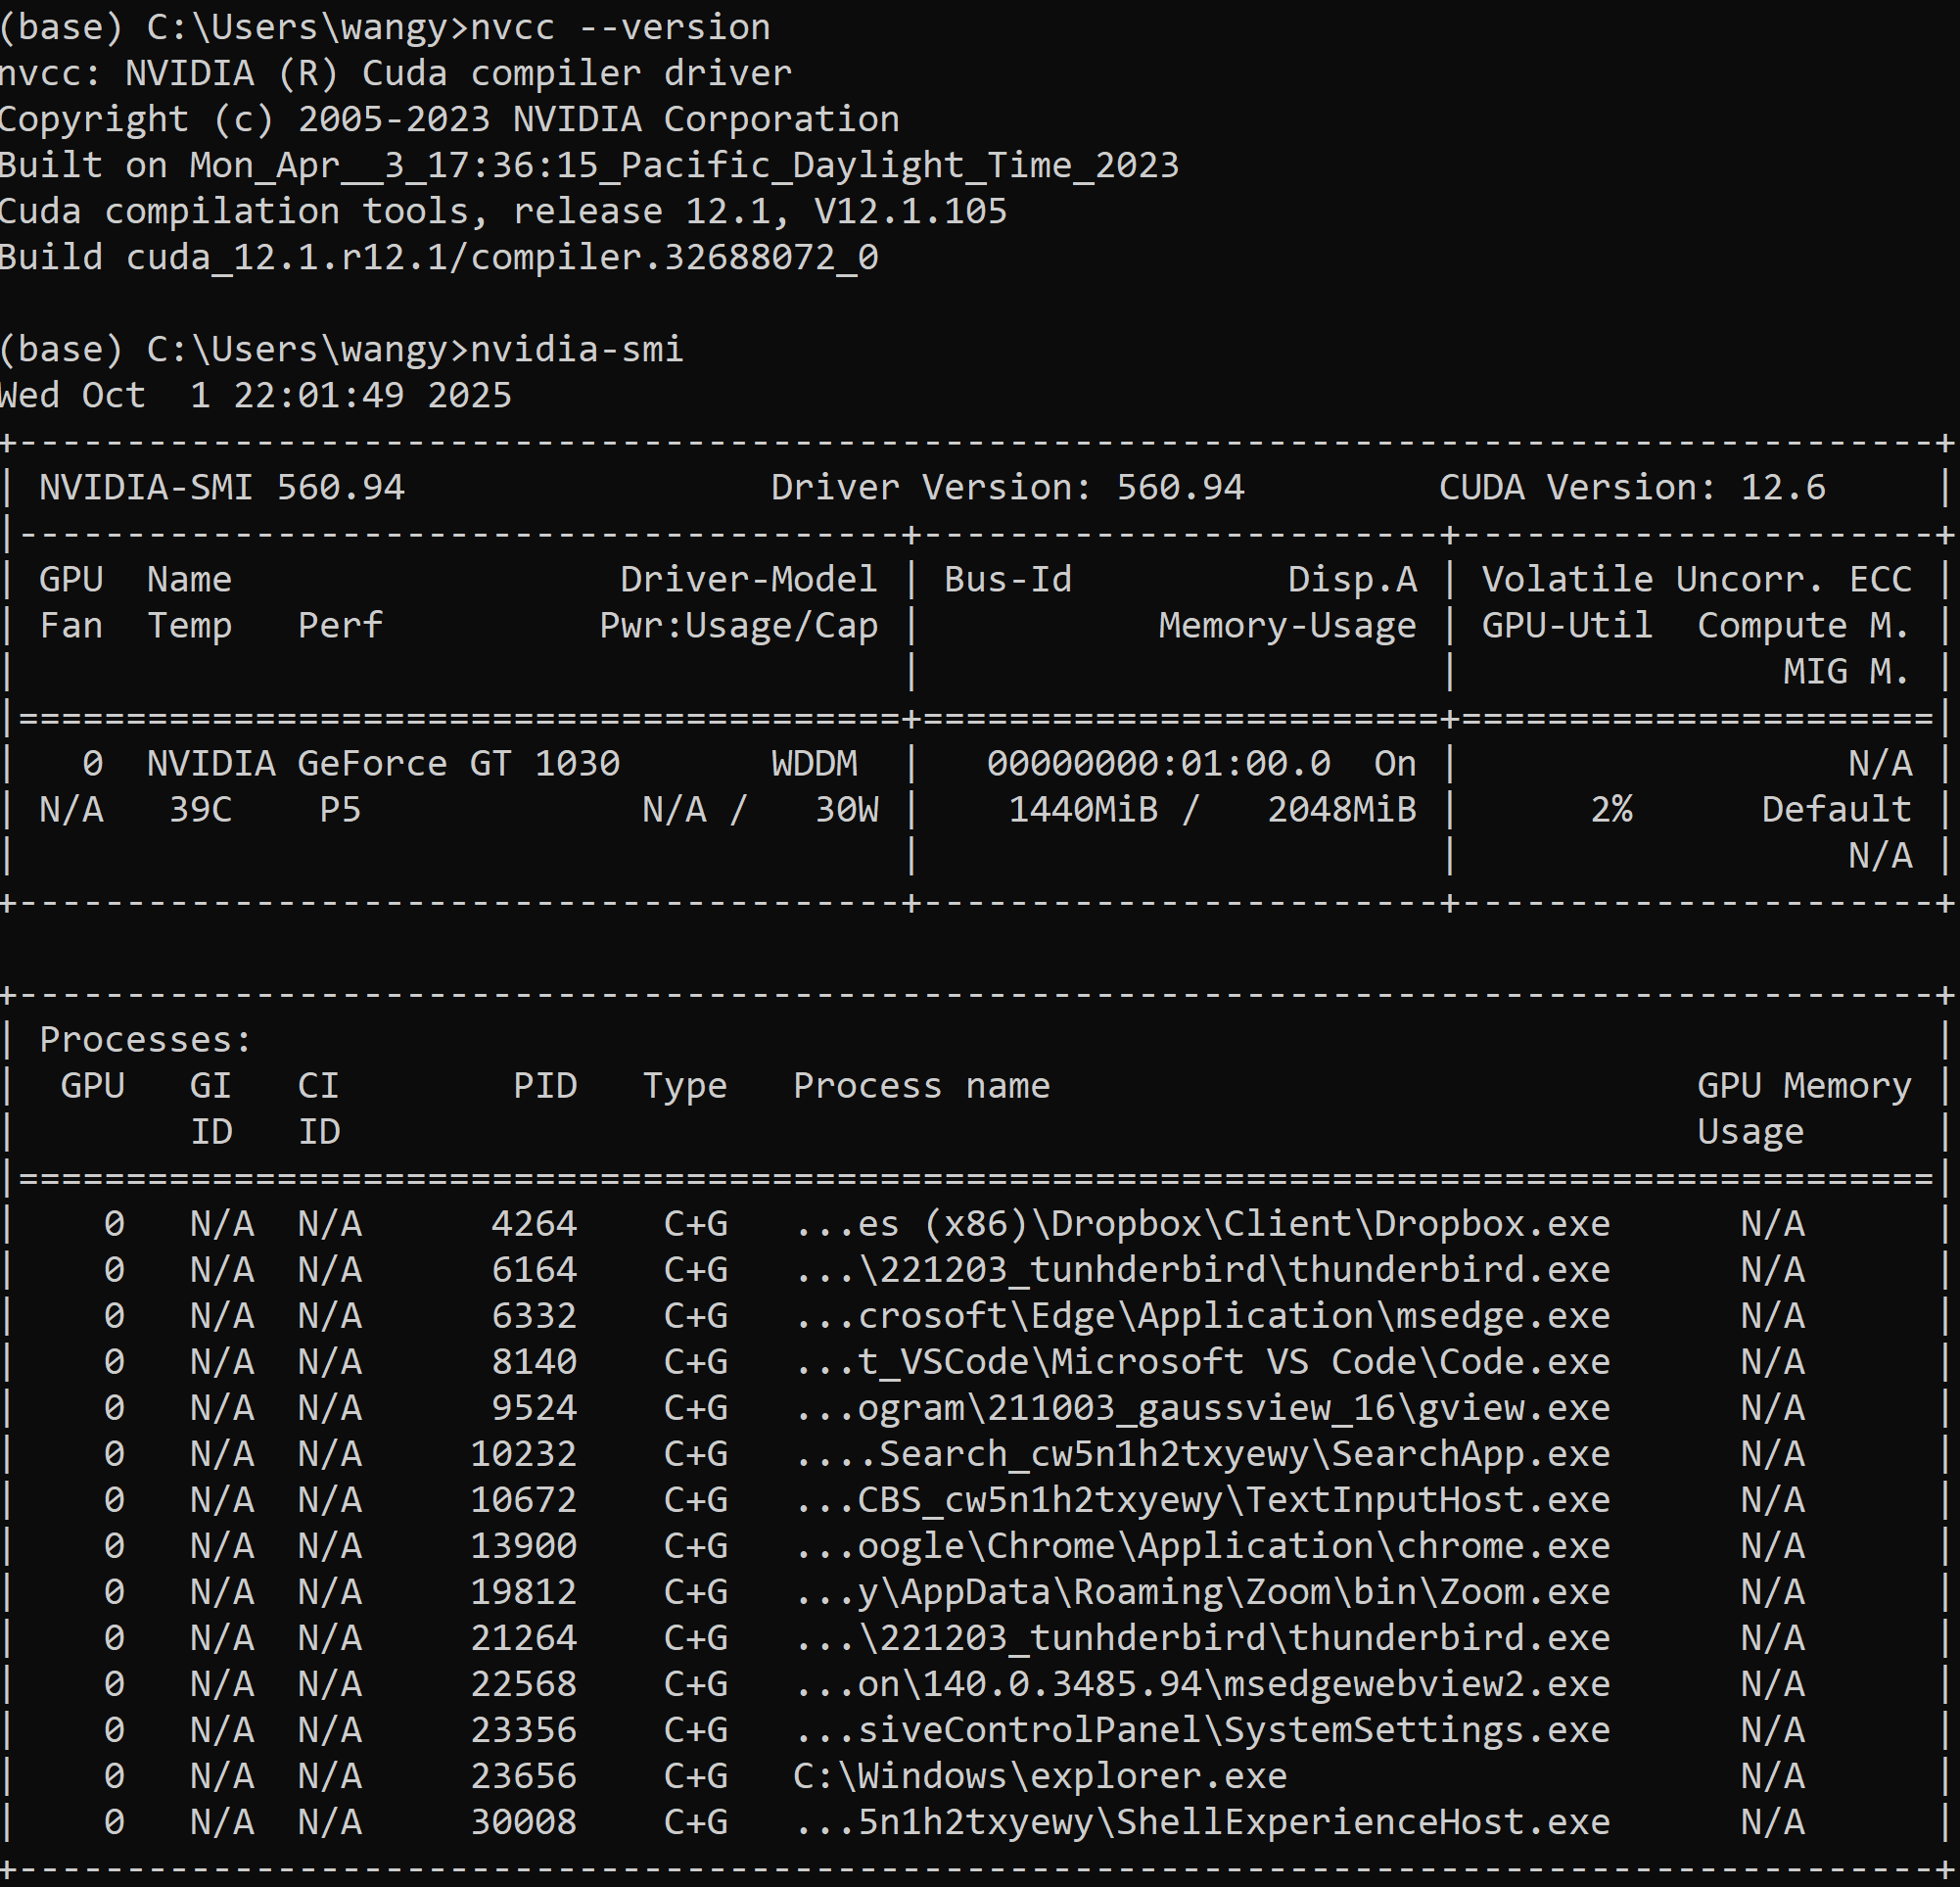 (base) C:\Users\wangy>nvcc --version
nvcc: NVIDIA (R) Cuda compiler driver
Copyright (c) 2005-2023 NVIDIA Corporation
Built on Mon_Apr__3_17:36:15_Pacific_Daylight_Time_2023
Cuda compilation tools, release 12.1, V12.1.105
Build cuda_12.1.r12.1/compiler.32688072_0

(base) C:\Users\wangy>nvidia-smi
Wed Oct  1 22:01:49 2025
+-----------------------------------------------------------------------------------------+
| NVIDIA-SMI 560.94                 Driver Version: 560.94         CUDA Version: 12.6     |
|-----------------------------------------+------------------------+----------------------+
| GPU  Name                  Driver-Model | Bus-Id          Disp.A | Volatile Uncorr. ECC |
| Fan  Temp   Perf          Pwr:Usage/Cap |           Memory-Usage | GPU-Util  Compute M. |
|                                         |                        |               MIG M. |
|=========================================+========================+======================|
|   0  NVIDIA GeForce GT 1030       WDDM  |   00000000:01:00.0  On |                  N/A |
| N/A   39C    P5             N/A /   30W |    1440MiB /   2048MiB |      2%      Default |
|                                         |                        |                  N/A |
+-----------------------------------------+------------------------+----------------------+

+-----------------------------------------------------------------------------------------+
| Processes:                                                                              |
|  GPU   GI   CI        PID   Type   Process name                              GPU Memory |
|        ID   ID                                                               Usage      |
|=========================================================================================|
|    0   N/A  N/A      4264    C+G   ...es (x86)\Dropbox\Client\Dropbox.exe      N/A      |
|    0   N/A  N/A      6164    C+G   ...\221203_tunhderbird\thunderbird.exe      N/A      |
|    0   N/A  N/A      6332    C+G   ...crosoft\Edge\Application\msedge.exe      N/A      |
|    0   N/A  N/A      8140    C+G   ...t_VSCode\Microsoft VS Code\Code.exe      N/A      |
|    0   N/A  N/A      9524    C+G   ...ogram\211003_gaussview_16\gview.exe      N/A      |
|    0   N/A  N/A     10232    C+G   ....Search_cw5n1h2txyewy\SearchApp.exe      N/A      |
|    0   N/A  N/A     10672    C+G   ...CBS_cw5n1h2txyewy\TextInputHost.exe      N/A      |
|    0   N/A  N/A     13900    C+G   ...oogle\Chrome\Application\chrome.exe      N/A      |
|    0   N/A  N/A     19812    C+G   ...y\AppData\Roaming\Zoom\bin\Zoom.exe      N/A      |
|    0   N/A  N/A     21264    C+G   ...\221203_tunhderbird\thunderbird.exe      N/A      |
|    0   N/A  N/A     22568    C+G   ...on\140.0.3485.94\msedgewebview2.exe      N/A      |
|    0   N/A  N/A     23356    C+G   ...siveControlPanel\SystemSettings.exe      N/A      |
|    0   N/A  N/A     23656    C+G   C:\Windows\explorer.exe                     N/A      |
|    0   N/A  N/A     30008    C+G   ...5n1h2txyewy\ShellExperienceHost.exe      N/A      |
+-----------------------------------------------------------------------------------------+